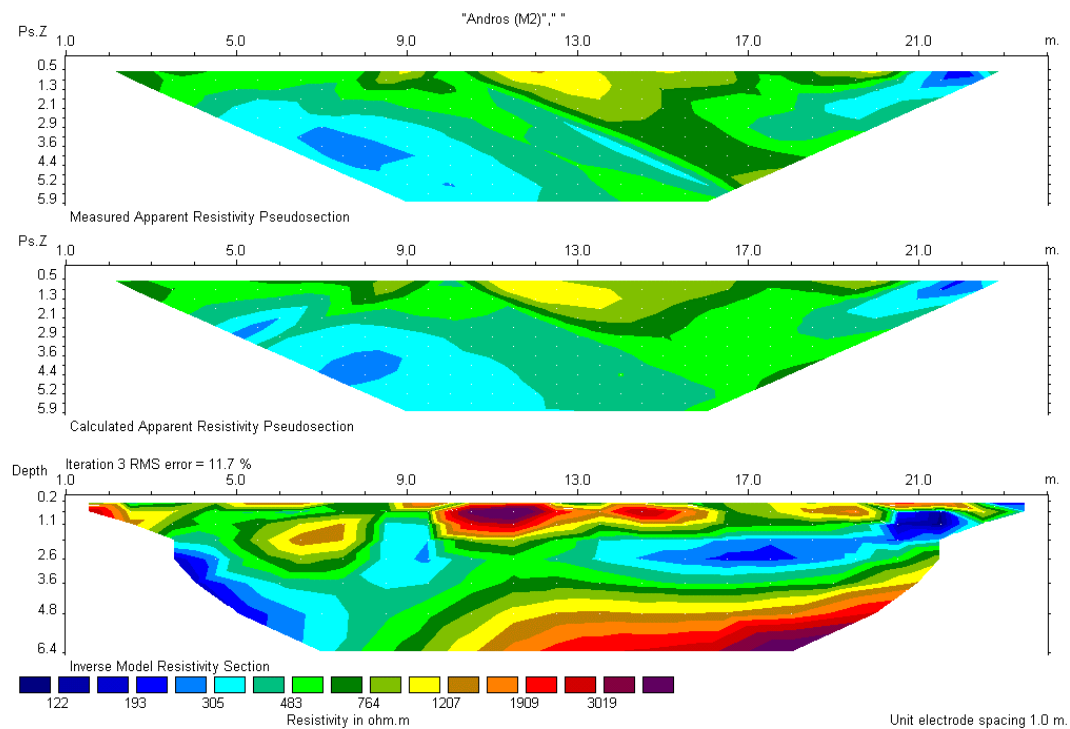 "Andros (M2)"," "
Ps.Z
1.0 5.0 9.0 13.0 17.0 21.0 m.
0.5
1.3
2.1
2.9
3.6
4.4
5.2
5.9
Measured Apparent Resistivity Pseudosection
Ps.Z
1.0 5.0 9.0 13.0 17.0 21.0 m.
0.5
1.3
2.1
2.9
3.6
4.4
5.2
5.9
Calculated Apparent Resistivity Pseudosection
Depth Iteration 3 RMS error = 11.7 %
1.0 5.0 9.0 13.0 17.0 21.0 m.
0.2
1.1
2.6
3.6
4.8
6.4
Inverse Model Resistivity Section
122 193 305 483 764 1207 1909 3019
Resistivity in ohm.m
Unit electrode spacing 1.0 m.